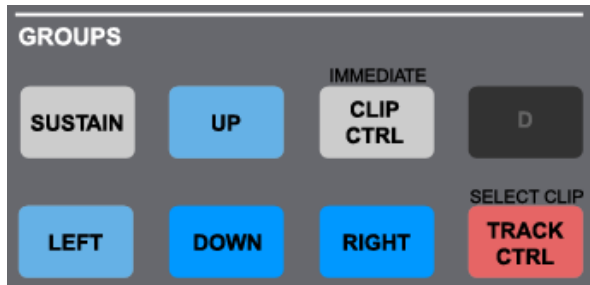 GROUPS
IMMEDIATE
SUSTAIN
UP
CLIP
CTRL
D
SELECT CLIP
LEFT
DOWN
RIGHT
TRACK
CTRL